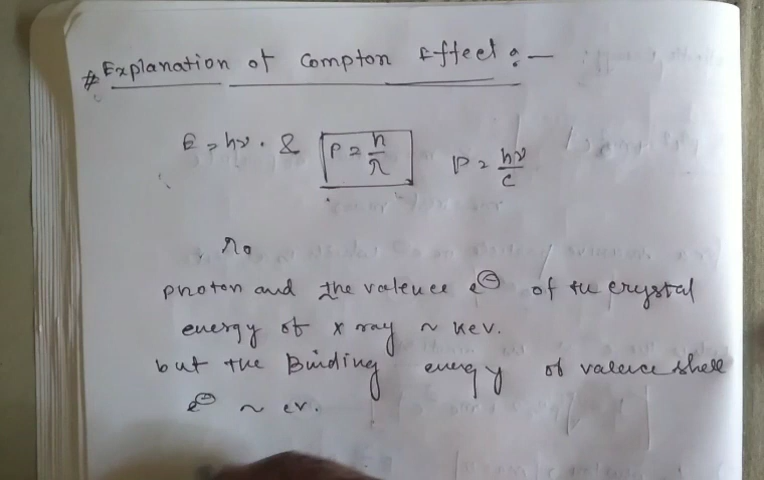 # Explanation of Compton Effect :-
E = hν . & P = h/λ P = hν/c
λ0
photon and the valence e⊖ of the crystal
energy of x ray ~ kev.
but the Binding energy of valence shell
e⊖ ~ ev.